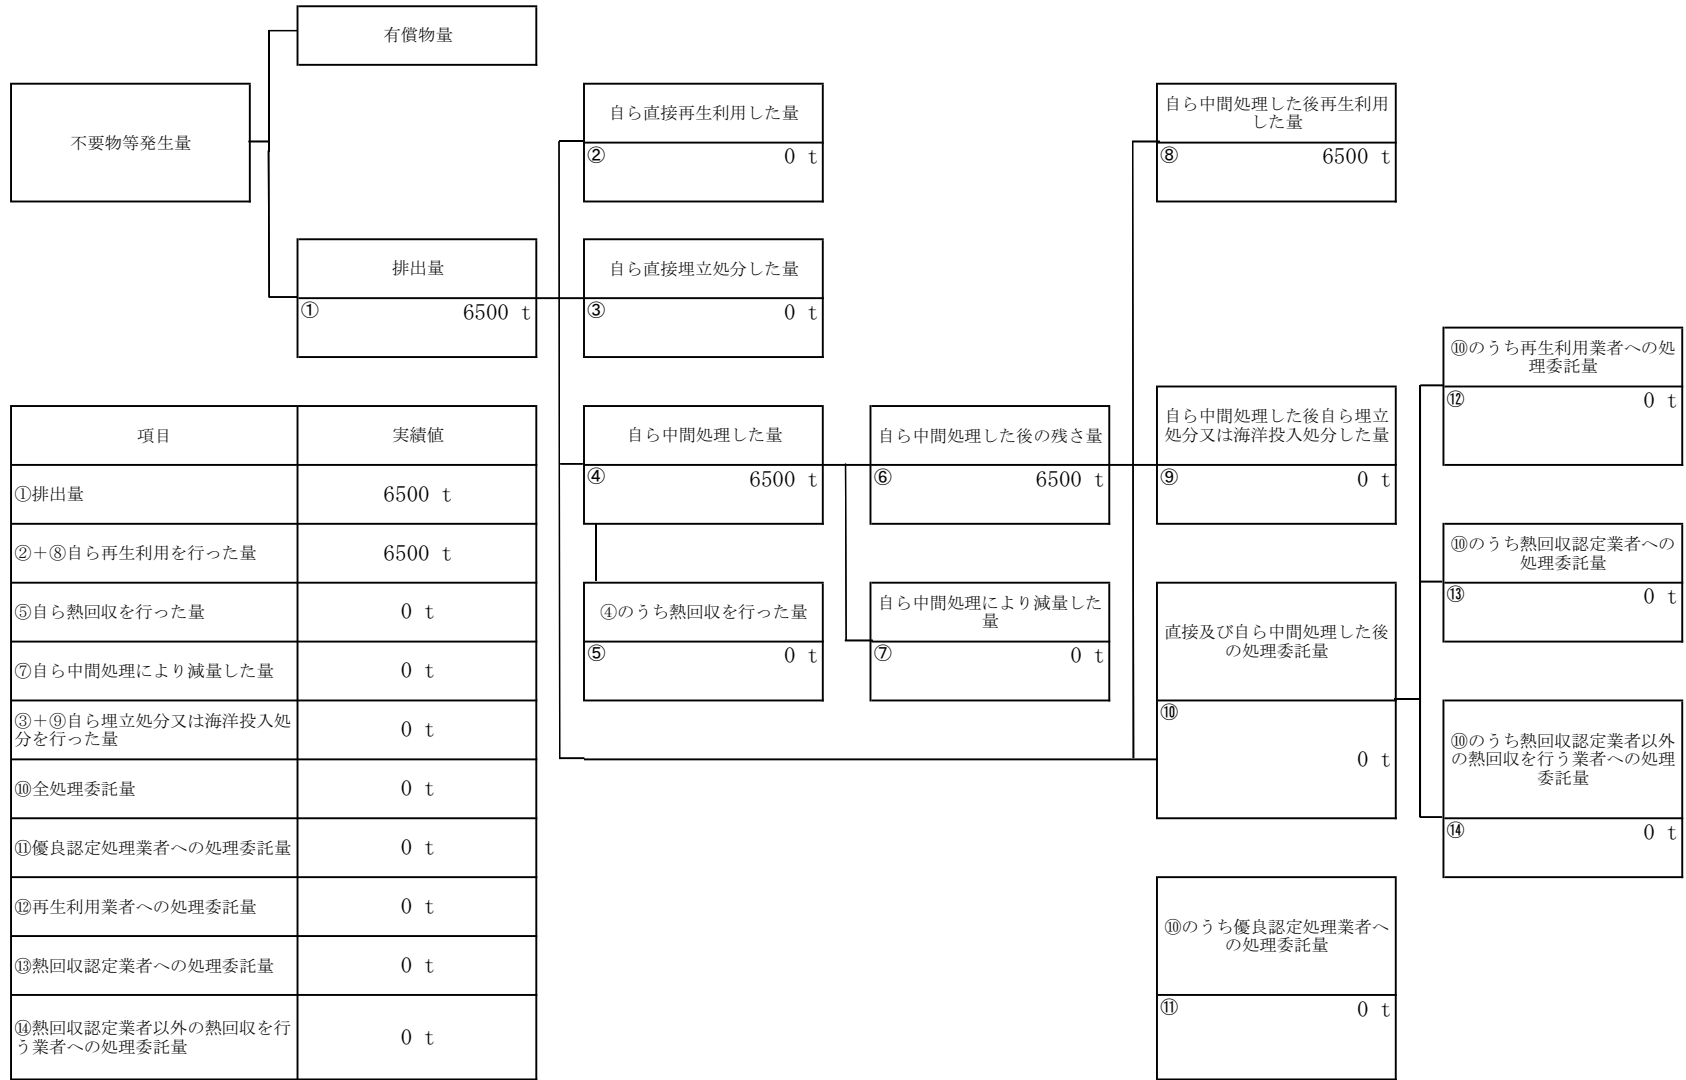 有償物量
不要物等発生量
自ら直接再生利用した量
② 0 t
自ら中間処理した後再生利用
した量
⑧ 6500 t
排出量
① 6500 t
自ら直接埋立処分した量
③ 0 t
⑩のうち再生利用業者への処
理委託量
⑫ 0 t
自ら中間処理した量
④ 6500 t
自ら中間処理した後の残さ量
⑥ 6500 t
自ら中間処理した後自ら埋立
処分又は海洋投入処分した量
⑨ 0 t
⑩のうち熱回収認定業者への
処理委託量
⑬ 0 t
④のうち熱回収を行った量
⑤ 0 t
自ら中間処理により減量した
量
⑦ 0 t
直接及び自ら中間処理した後
の処理委託量
⑩
0 t
⑩のうち熱回収認定業者以外
の熱回収を行う業者への処理
委託量
⑭ 0 t
⑩のうち優良認定処理業者へ
の処理委託量
⑪ 0 t
項目 実績値
①排出量 6500 t
②+⑧自ら再生利用を行った量 6500 t
⑤自ら熱回収を行った量 0 t
⑦自ら中間処理により減量した量 0 t
③+⑨自ら埋立処分又は海洋投入処
分を行った量 0 t
⑩全処理委託量 0 t
⑪優良認定処理業者への処理委託量 0 t
⑫再生利用業者への処理委託量 0 t
⑬熱回収認定業者への処理委託量 0 t
⑭熱回収認定業者以外の熱回収を行
う業者への処理委託量 0 t